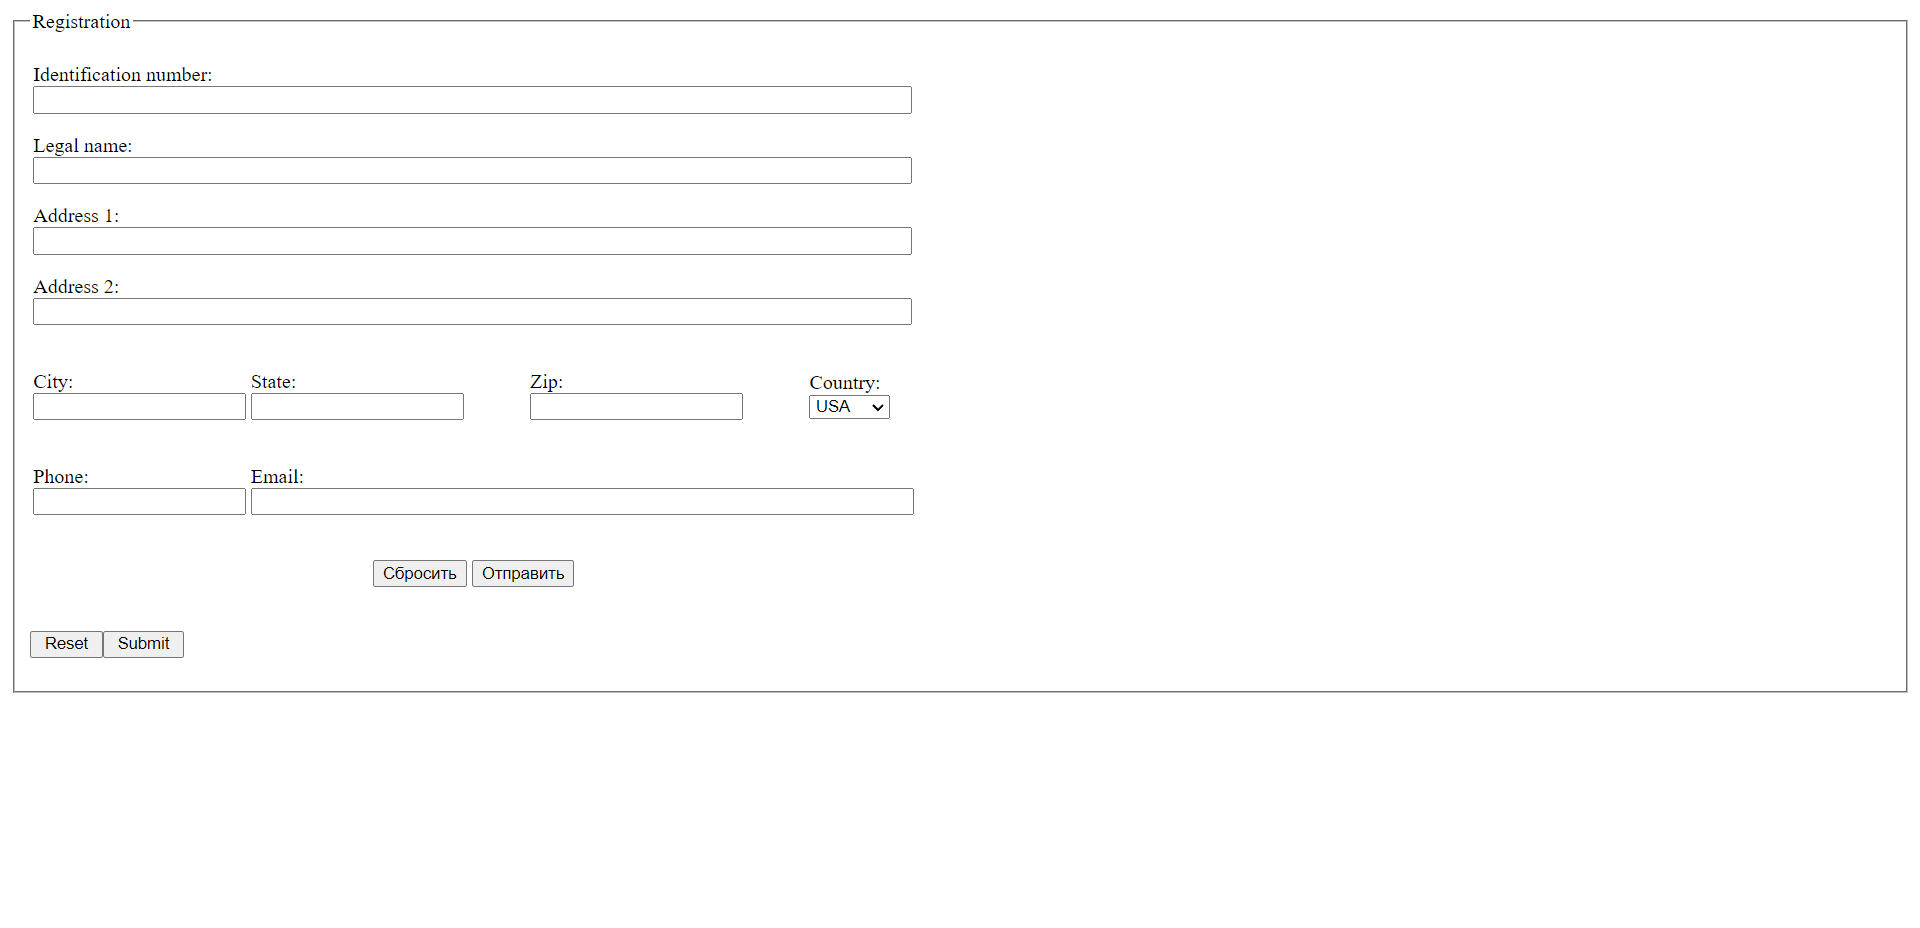 Registration
Identification number:
Legal name:
Address 1:
Address 2:
City: State: Zip: Country:
USA
Phone: Email:
Сбросить Отправить
Reset Submit